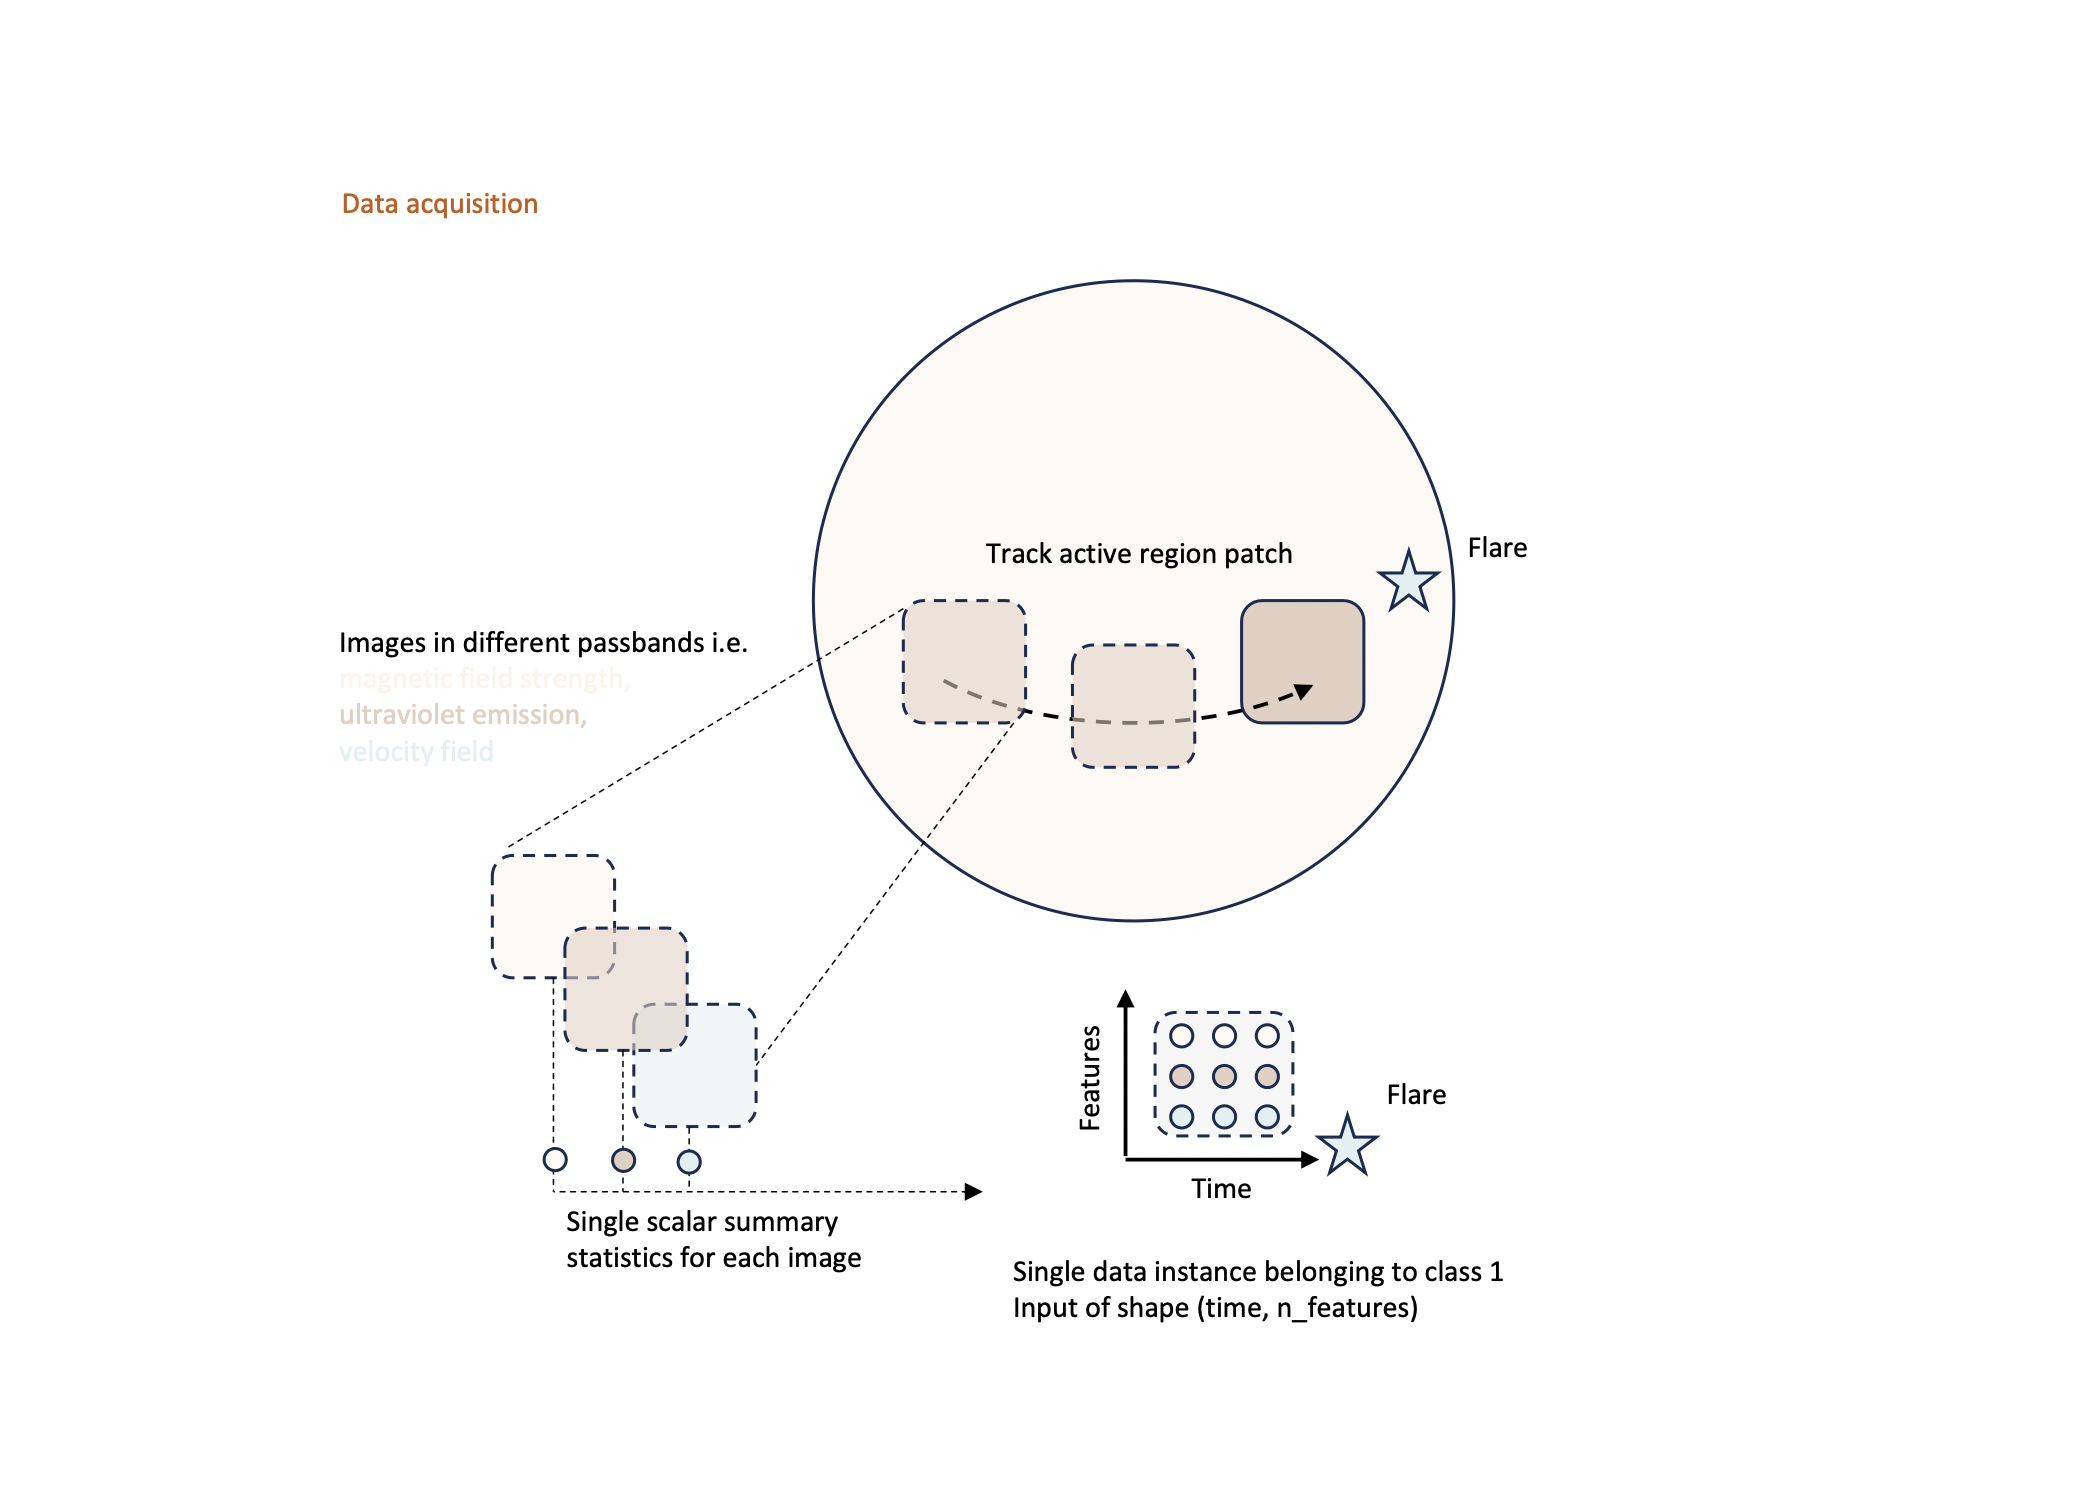 Data acquisition
Track active region patch
Flare
Images in different passbands i.e.
magnetic field strength,
ultraviolet emission,
velocity field
Features
Time
Flare
Single scalar summary
statistics for each image
Single data instance belonging to class 1
Input of shape (time, n_features)